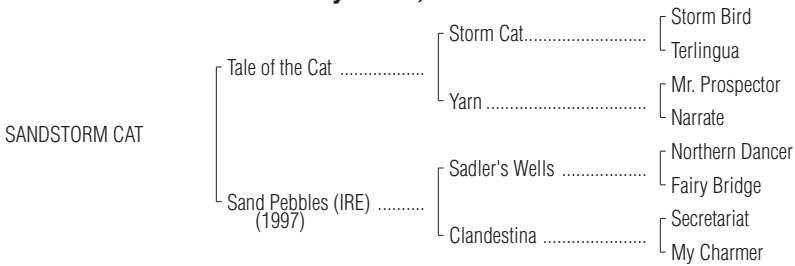 Storm Bird
Storm Cat......................
Terlingua
Tale of the Cat ..................
Mr. Prospector
Yarn ..................................
Narrate
SANDSTORM CAT
Northern Dancer
Sadler's Wells ..................
Fairy Bridge
Sand Pebbles (IRE) ..........
(1997)
Secretariat
Clandestina ......................
My Charmer